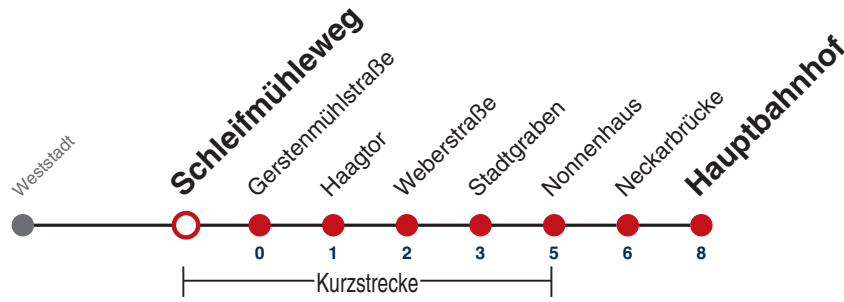 Weststadt
Schleifmühleweg
Gerstenmühlstraße
Haagtor
Weberstraße
Stadtgraben
Nonnenhaus
Neckarbrücke
Hauptbahnhof
0 1 2 3 5 6 8
Kurzstrecke